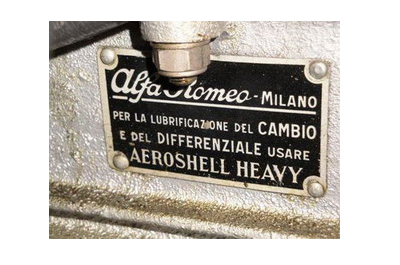 Alfa Romeo - MILANO
PER LA LUBRIFICAZIONE DEL CAMBIO
E DEL DIFFERENZIALE USARE
AEROSHELL HEAVY